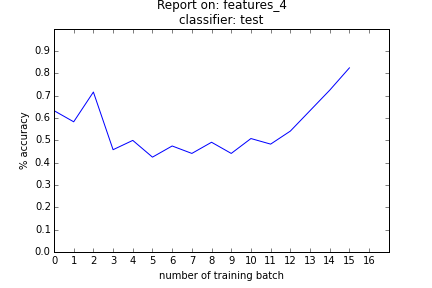 Report on: features_4
classifier: test
% accuracy
0.9
0.8
0.7
0.6
0.5
0.4
0.3
0.2
0.1
0.0
0 1 2 3 4 5 6 7 8 9 10 11 12 13 14 15 16
number of training batch